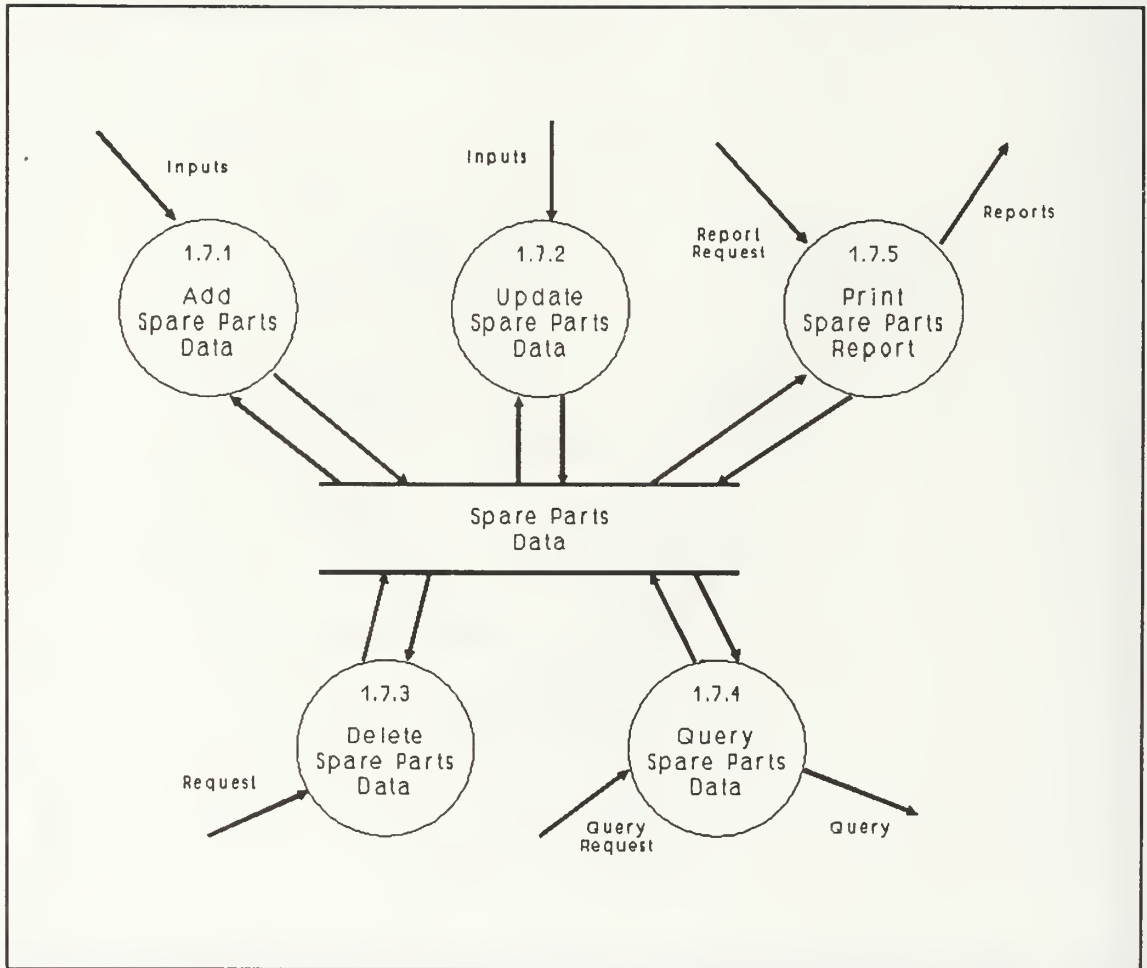 Inputs
1.7.1
Add
Spare Parts
Data
Inputs
1.7.2
Update
Spare Parts
Data
Report
Request
1.7.5
Print
Spare Parts
Report
Reports
Spare Parts
Data
1.7.3
Delete
Spare Parts
Data
Request
1.7.4
Query
Spare Parts
Data
Query
Request
Query